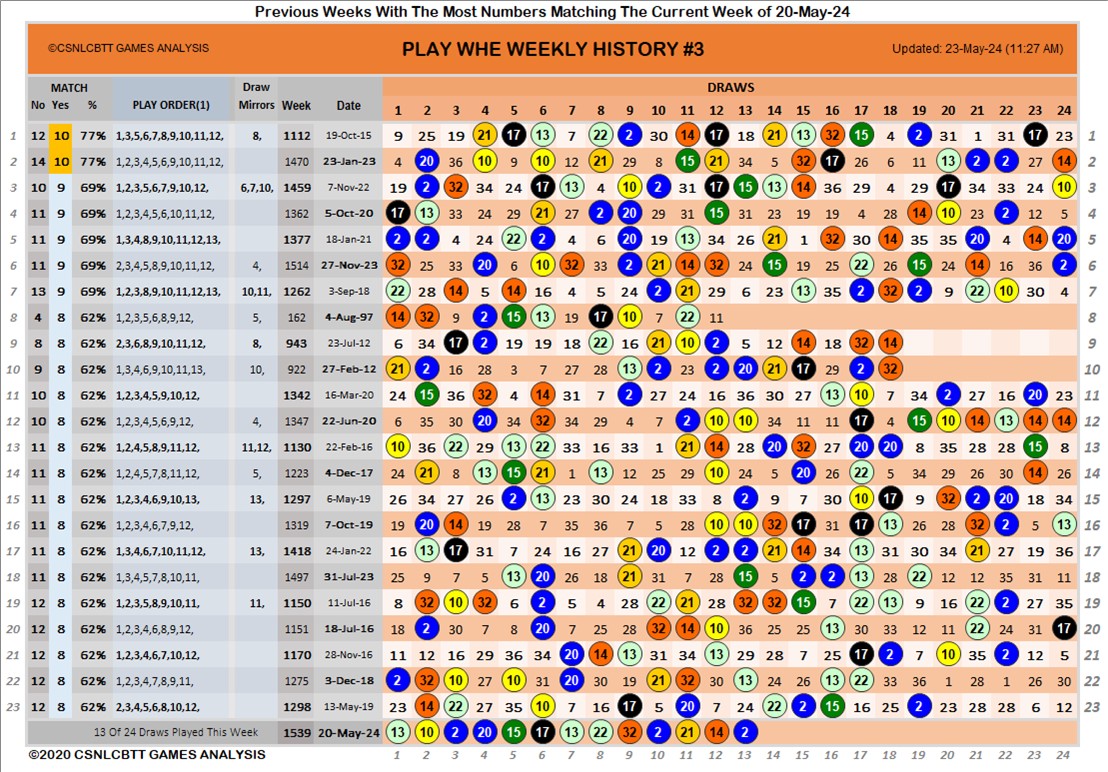 Previous Weeks With The Most Numbers Matching The Current Week of 20-May-24
©CSNLCBTT GAMES ANALYSIS PLAY WHE WEEKLY HISTORY #3 Updated: 23-May-24 (11:27 AM)
MATCH Draw DRAWS
No Yes % PLAY ORDER(1) Mirrors Week Date 1 2 3 4 5 6 7 8 9 10 11 12 13 14 15 16 17 18 19 20 21 22 23 24
1 12 10 77% 1,3,5,6,7,8,9,10,11,12, 8, 1112 19-Oct-15 9 25 19 21 17 13 7 22 2 30 14 17 18 21 13 32 15 4 2 31 1 31 17 23 1
2 14 10 77% 1,2,3,4,5,6,9,10,11,12, 1470 23-Jan-23 4 20 36 10 9 10 12 21 29 8 15 21 34 5 32 17 26 6 11 13 2 2 27 14 2
3 10 9 69% 1,2,3,5,6,7,9,10,12, 6,7,10, 1459 7-Nov-22 19 2 32 34 24 17 13 4 10 2 31 17 15 13 14 36 29 4 29 17 34 33 24 10 3
4 11 9 69% 1,2,3,4,5,6,10,11,12, 1362 5-Oct-20 17 13 33 24 29 21 27 2 20 29 31 15 31 23 19 19 4 28 14 10 22 2 12 5 4
5 11 9 69% 1,3,4,8,9,10,11,12,13, 1377 18-Jan-21 2 2 4 24 22 2 4 6 20 19 13 34 26 21 1 32 30 14 35 35 20 4 14 20 5
6 11 9 69% 2,3,4,5,8,9,10,11,12, 4, 1514 27-Nov-23 32 25 33 20 6 10 32 33 2 21 14 32 24 15 19 25 22 26 15 24 14 16 36 2 6
7 13 9 69% 1,2,3,8,9,10,11,12,13, 10,11, 1262 3-Sep-18 22 28 14 5 14 16 4 5 24 2 21 29 6 23 13 35 2 32 2 9 22 10 30 4 7
8 4 8 62% 1,2,3,5,6,8,9,12, 5, 162 4-Aug-97 14 32 9 2 15 13 19 17 10 7 22 12 8
9 8 8 62% 2,3,6,8,9,10,11,12, 8, 943 23-Jul-12 6 34 17 2 19 19 18 22 16 21 10 2 5 12 14 18 32 14 9
10 9 8 62% 1,3,4,6,9,10,11,13, 10, 922 27-Feb-12 21 2 16 28 3 7 27 28 13 2 23 2 20 21 17 29 2 32 10
11 10 8 62% 1,2,3,4,5,9,10,11, 1342 16-Mar-20 24 15 36 32 6 14 31 7 2 27 24 16 36 30 27 13 10 7 34 2 27 16 20 23 11
12 10 8 62% 1,2,3,4,5,6,9,12, 4, 1347 22-Jun-20 6 35 30 20 34 32 34 29 4 7 2 10 10 34 11 11 17 4 15 10 14 13 14 14 12
13 10 8 62% 1,2,4,5,8,9,11,12, 11,12, 1130 22-Feb-16 10 36 22 29 13 22 33 16 33 1 21 14 28 20 32 27 20 20 8 35 28 28 15 8 13
14 11 8 62% 1,2,4,5,7,8,11,12, 5, 1223 4-Dec-17 24 21 8 13 15 21 1 13 12 25 29 10 24 5 20 26 22 5 34 29 26 30 14 26 14
15 11 8 62% 1,2,3,4,6,9,10,13, 13, 1297 6-May-19 26 34 27 26 2 13 23 30 24 18 33 8 2 9 7 30 10 17 9 32 2 20 18 34 15
16 11 8 62% 1,2,3,4,6,7,9,12, 1319 7-Oct-19 19 20 14 19 28 7 35 36 7 5 28 10 10 32 17 31 17 13 26 28 32 2 5 13 16
17 11 8 62% 1,3,4,6,7,10,11,12, 13, 1418 24-Jan-22 16 13 17 31 7 24 16 27 21 20 12 2 2 21 14 34 13 31 30 34 21 27 19 36 17
18 11 8 62% 1,3,4,5,7,8,10,11, 1497 31-Jul-23 25 9 7 5 13 20 26 18 21 31 7 28 15 5 2 2 13 28 22 12 12 35 31 11 18
19 12 8 62% 1,2,3,5,8,9,10,11, 11, 1150 11-Jul-16 8 32 10 32 6 2 5 4 28 22 21 28 32 32 15 7 22 13 9 16 22 2 27 35 19
20 12 8 62% 1,2,3,4,6,8,9,12, 1151 18-Jul-16 18 2 30 7 8 20 7 25 28 32 14 10 36 25 25 13 30 33 12 11 22 24 31 17 20
21 12 8 62% 1,2,3,4,6,7,10,12, 1170 28-Nov-16 11 12 16 29 36 34 20 14 13 31 34 13 29 28 7 25 17 2 7 10 35 2 12 5 21
22 12 8 62% 1,2,3,4,7,8,9,11, 1275 3-Dec-18 2 32 10 27 10 31 20 30 19 21 32 30 13 24 26 13 22 33 36 1 28 1 26 30 22
23 12 8 62% 2,3,4,5,6,8,10,12, 1298 13-May-19 23 14 22 27 35 10 7 9 17 5 20 7 24 22 2 15 16 25 2 23 28 28 6 12 23
13 Of 24 Draws Played This Week 1539 20-May-24 13 10 2 20 15 17 13 22 32 2 21 14 2
©2020 CSNLCBTT GAMES ANALYSIS 1 2 3 4 5 6 7 8 9 10 11 12 13 14 15 16 17 18 19 20 21 22 23 24